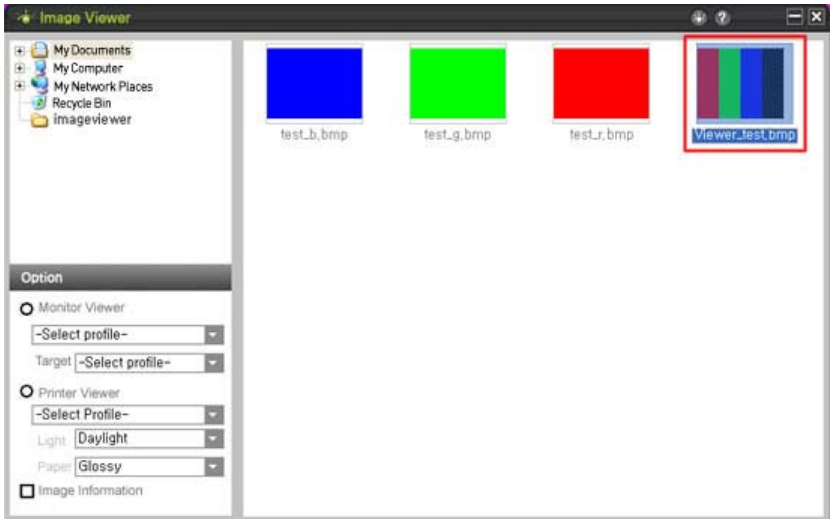 Image Viewer
?
My Documents
My Computer
My Network Places
Recycle Bin
imageviewer
test_b.bmp
test_g.bmp
test_r.bmp
Viewer_test.bmp
Option
Monitor Viewer
-Select profile-
Target -Select profile-
Printer Viewer
-Select Profile-
Light Daylight
Paper Glossy
Image Information